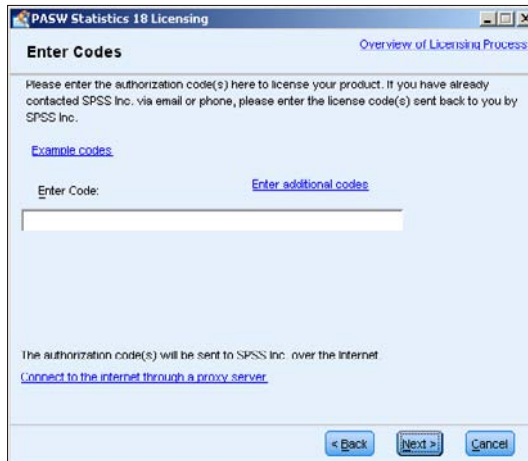 PASW Statistics 18 Licensing
Enter Codes
Overview of Licensing Process
Please enter the authorization code(s) here to license your product. If you have already
contacted SPSS Inc. via email or phone, please enter the license code(s) sent back to you by
SPSS Inc.
Example codes
Enter Code:
Enter additional codes
The authorization code(s) will be sent to SPSS Inc. over the Internet
Connect to the internet through a proxy server
< Back
Next >
Cancel